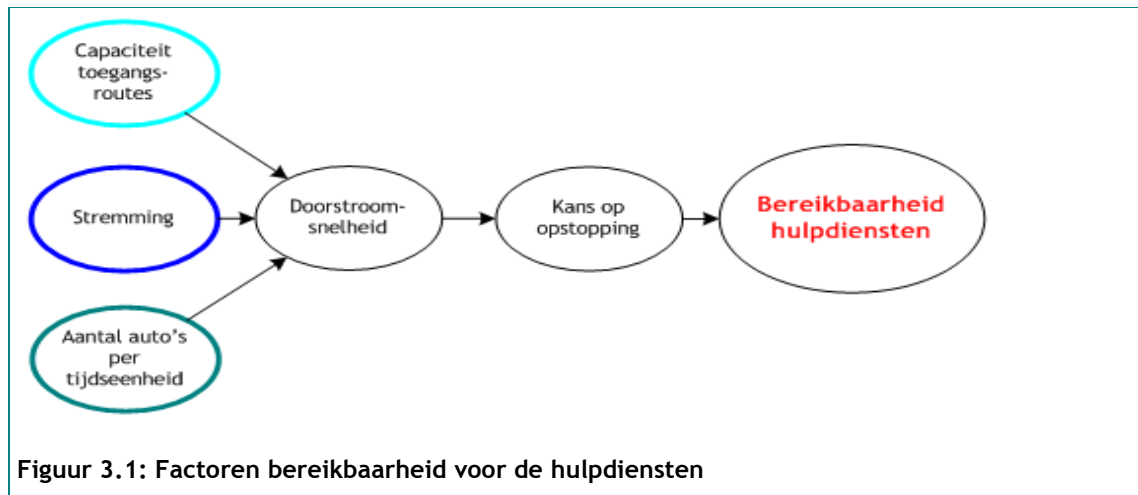 Capaciteit
toegangs-
routes
Stremming
Aantal auto's
per
tijdseenheid
Doorstroom-
snelheid
Kans op
opstopping
Bereikbaarheid
hulpdiensten
Figuur 3.1: Factoren bereikbaarheid voor de hulpdiensten